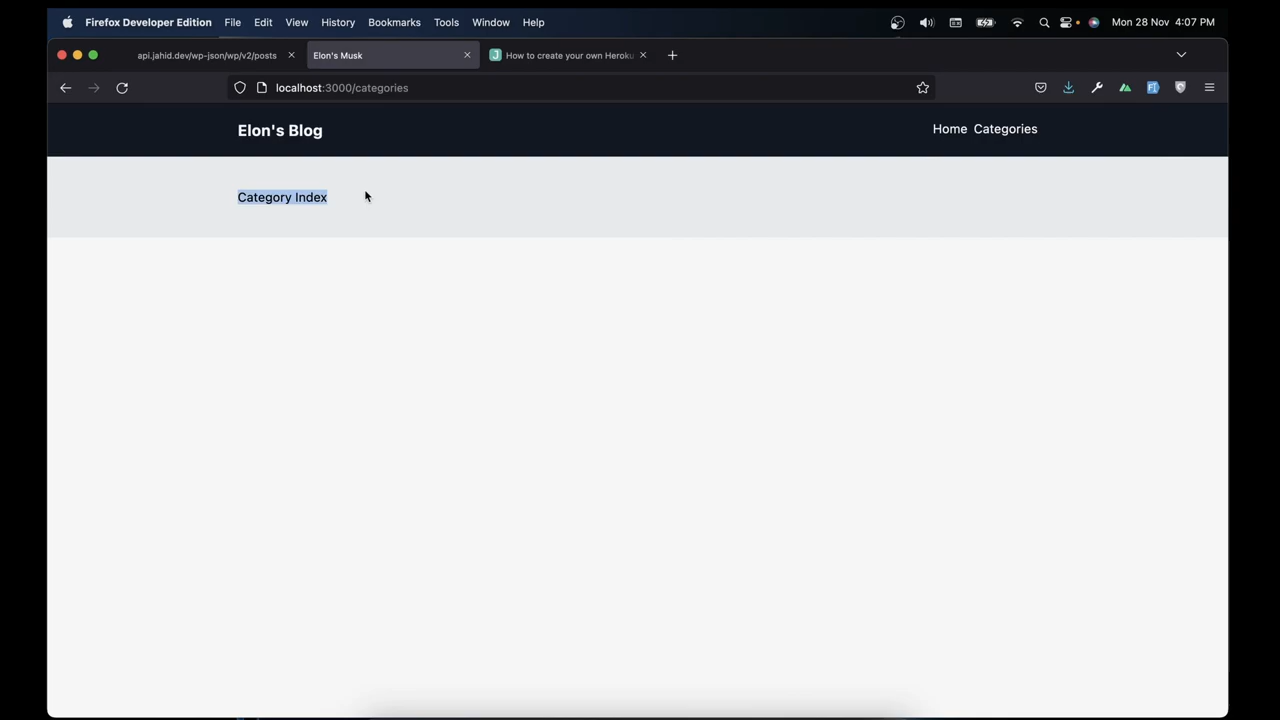 Firefox Developer Edition File Edit View History Bookmarks Tools Window Help Mon 28 Nov 4:07 PM
api.jahid.dev/wp-json/wp/v2/posts Elon's Musk How to create your own Heroku
localhost:3000/categories
Elon's Blog Home Categories
Category Index